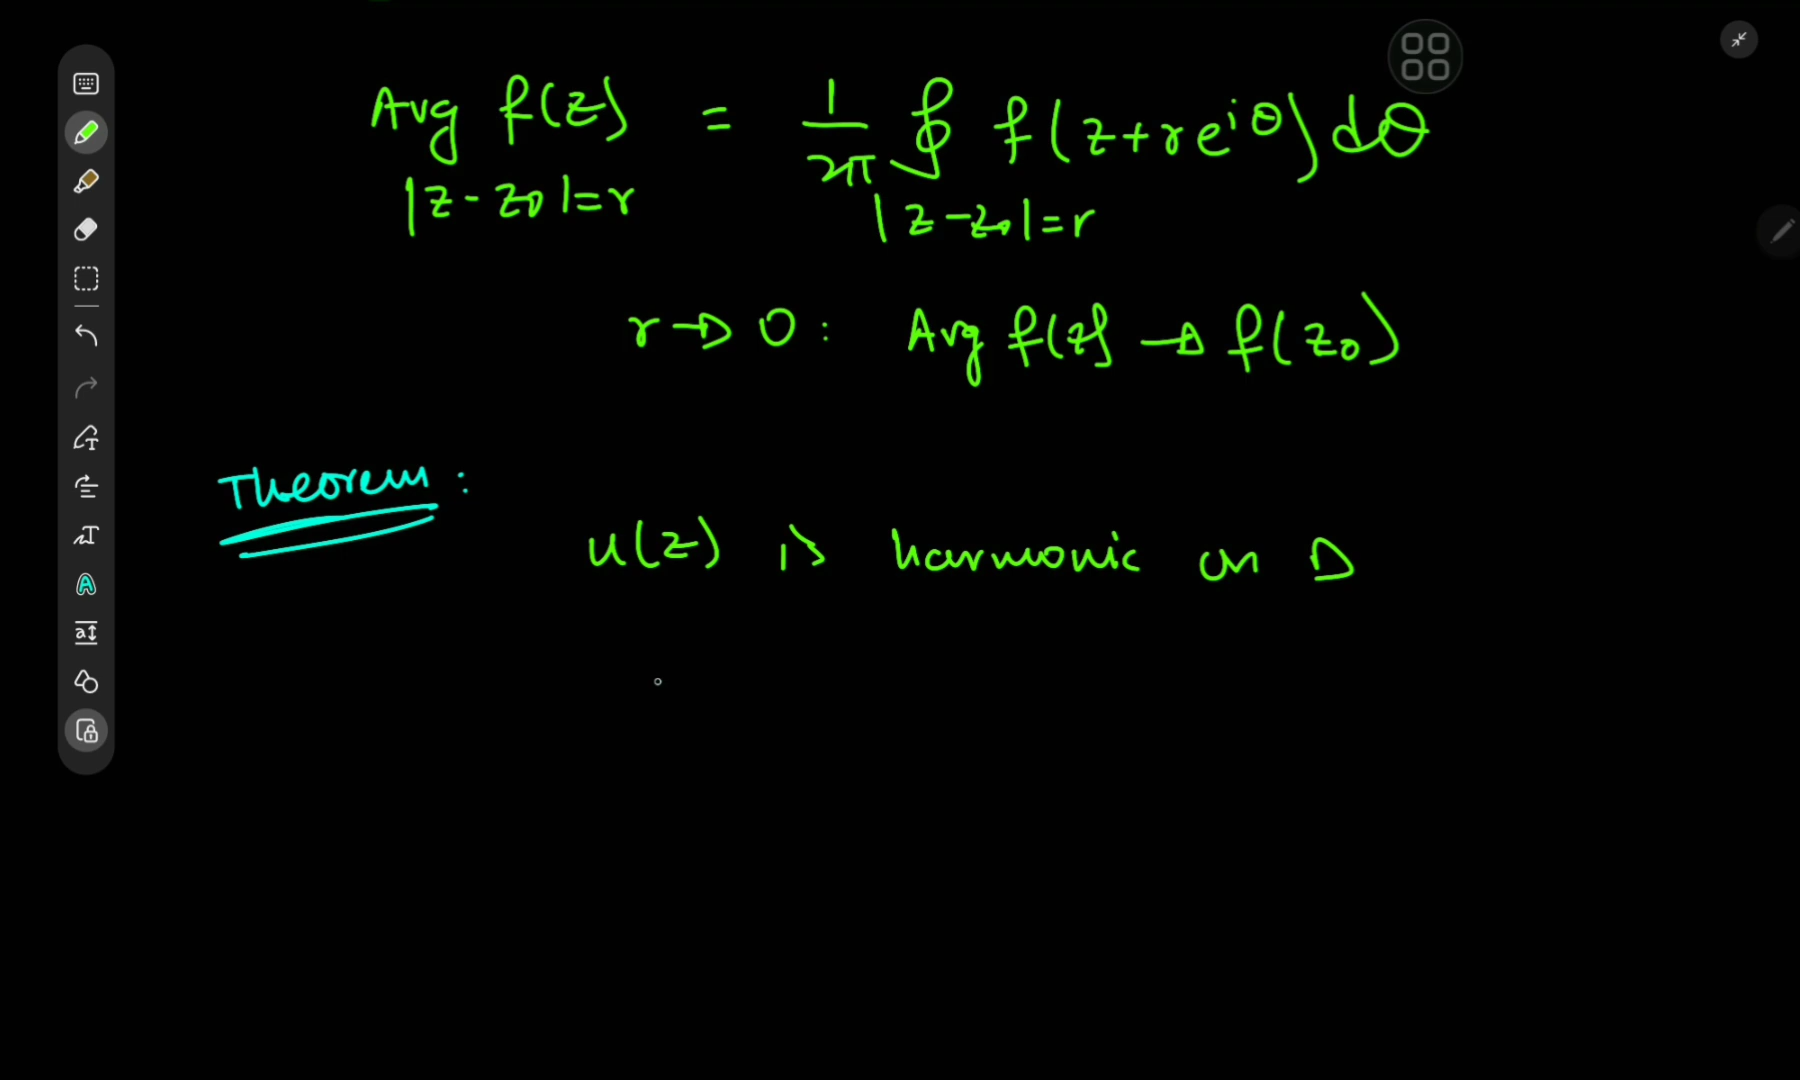 Avg f(z) = 1/2π ∮ f(z+re^{iθ})dθ
|z-z₀|=r |z-z₀|=r
r→0: Avg f(z) → f(z₀)
Theorem:
u(z) is harmonic on D